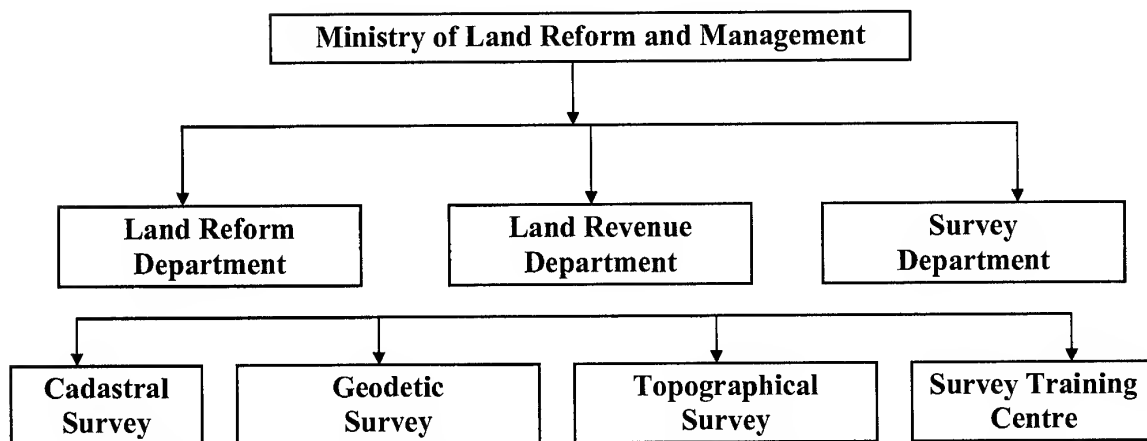 Ministry of Land Reform and Management
Land Reform
Department
Land Revenue
Department
Survey
Department
Cadastral
Survey
Geodetic
Survey
Topographical
Survey
Survey Training
Centre